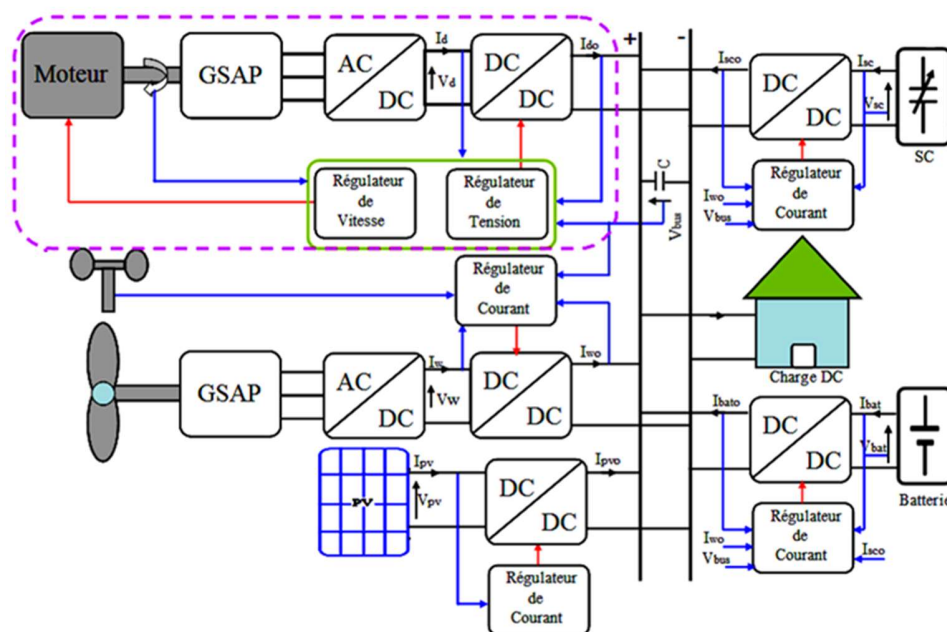 Moteur
GSAP
AC
DC
Id
Vd
DC
DC
Ido
+
-
Isco
DC
DC
Isc
Vsc
SC
Régulateur
de
Vitesse
Régulateur
de
Tension
C
Vbus
Iwo
Vbus
Régulateur
de
Courant
Régulateur
de
Courant
GSAP
AC
DC
Iw
Vw
DC
DC
Iwo
Charge DC
Ibato
DC
DC
Ibat
Vbat
Batterie
PV
Ipv
Vpv
DC
DC
Ipvo
Régulateur
de
Courant
Iwo
Vbus
Régulateur
de
Courant
Isco